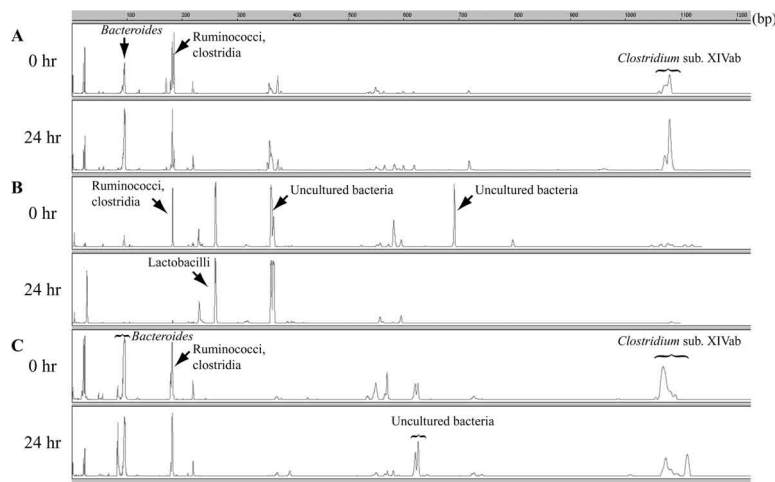 100 200 300 400 500 600 700 800 900 1000 1100 1200 (bp)
A
Bacteroides
Ruminococci,
clostridia
0 hr
Clostridium sub. XIVab
24 hr
B
Ruminococci,
clostridia
Uncultured bacteria
Uncultured bacteria
0 hr
Lactobacilli
24 hr
Bacteroides
C
Ruminococci,
clostridia
Clostridium sub. XIVab
0 hr
Uncultured bacteria
24 hr